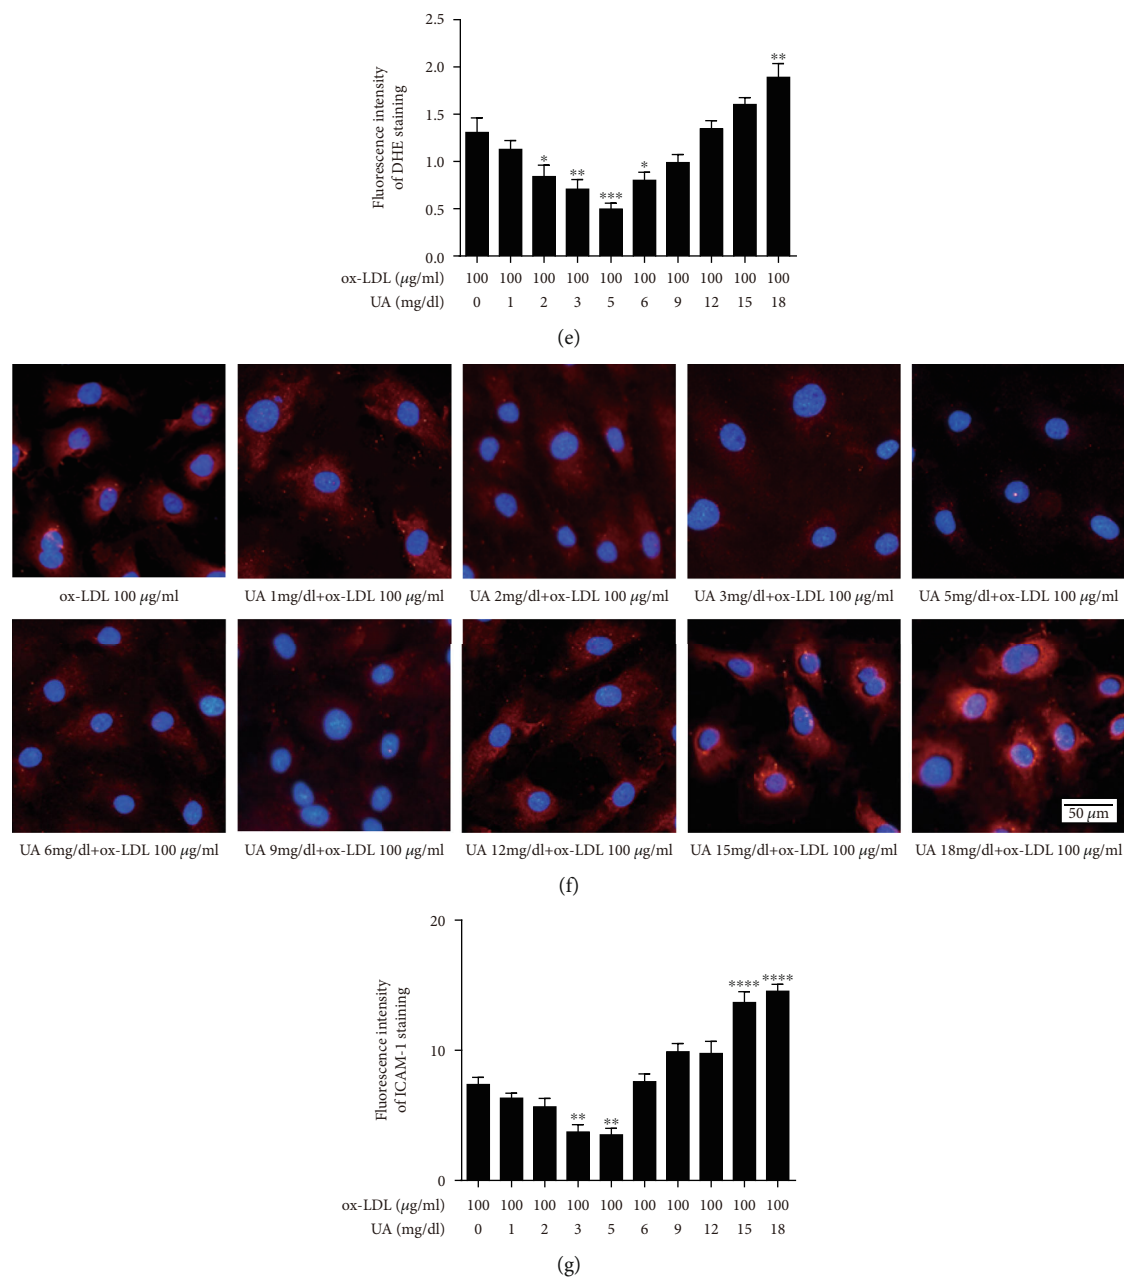 2.5
2.0
1.5
1.0
0.5
0.0
Fluorescence intensity
of DHE staining
* ** *** * **
ox-LDL (μg/ml) 100 100 100 100 100 100 100 100 100 100
UA (mg/dl) 0 1 2 3 5 6 9 12 15 18
(e)
ox-LDL 100 μg/ml UA 1mg/dl+ox-LDL 100 μg/ml UA 2mg/dl+ox-LDL 100 μg/ml UA 3mg/dl+ox-LDL 100 μg/ml UA 5mg/dl+ox-LDL 100 μg/ml
50 μm
UA 6mg/dl+ox-LDL 100 μg/ml UA 9mg/dl+ox-LDL 100 μg/ml UA 12mg/dl+ox-LDL 100 μg/ml UA 15mg/dl+ox-LDL 100 μg/ml UA 18mg/dl+ox-LDL 100 μg/ml
(f)
20
10
0
Fluorescence intensity
of ICAM-1 staining
** ** **** ****
ox-LDL (μg/ml) 100 100 100 100 100 100 100 100 100 100
UA (mg/dl) 0 1 2 3 5 6 9 12 15 18
(g)